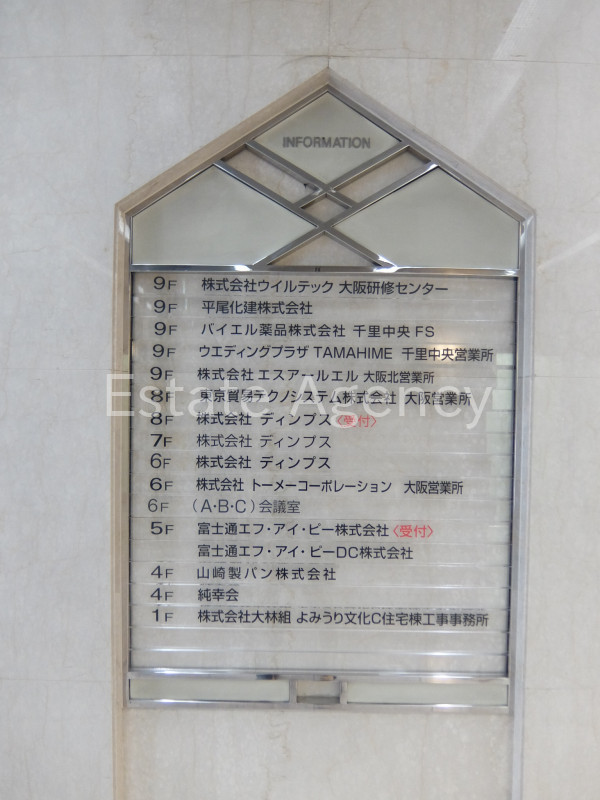 INFORMATION
9F 株式会社ウイルテック 大阪研修センター
9F 平尾化建株式会社
9F バイエル薬品株式会社 千里中央FS
9F ウエディングプラザ TAMAHIME 千里中央営業所
9F 株式会社 エスアールエル 大阪北営業所
8F 東京貿易テクノシステム株式会社 大阪営業所
Estate Agency
8F 株式会社 ディンプス〈受付〉
7F 株式会社 ディンプス
6F 株式会社 ディンプス
6F 株式会社 トーメーコーポレーション 大阪営業所
6F (A・B・C)会議室
5F 富士通エフ・アイ・ピー株式会社〈受付〉
富士通エフ・アイ・ピーDC株式会社
4F 山崎製パン株式会社
4F 純幸会
1F 株式会社大林組 よみうり文化C住宅棟工事事務所